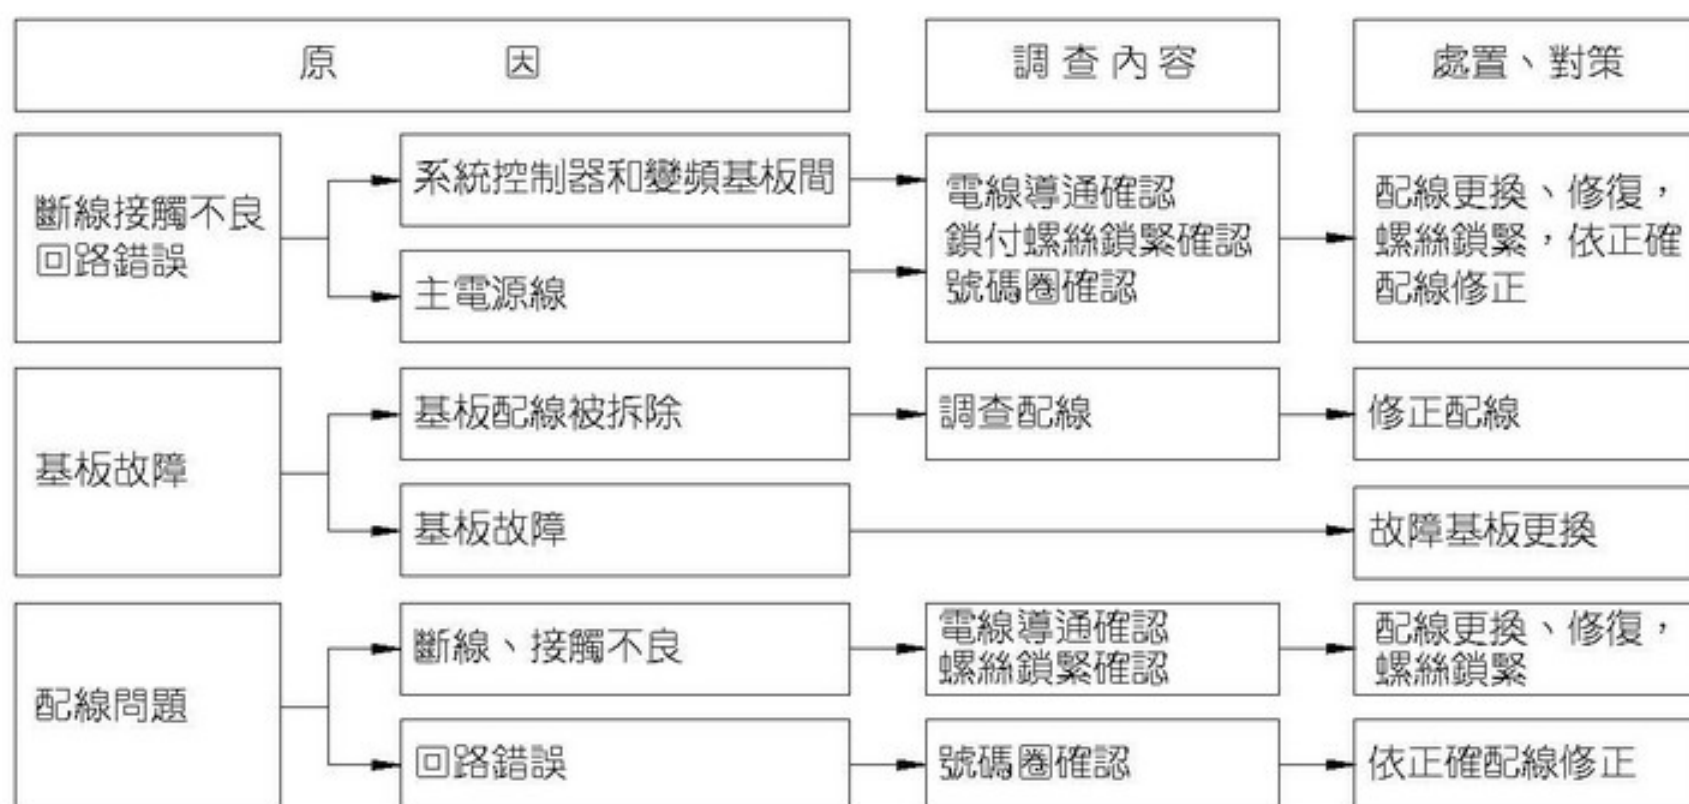 原因
調查內容
處置、對策
斷線接觸不良
回路錯誤
系統控制器和變頻基板間
主電源線
電線導通確認
鎖付螺絲鎖緊確認
號碼圈確認
配線更換、修復，
螺絲鎖緊，依正確
配線修正
基板故障
基板配線被拆除
調查配線
修正配線
基板故障
故障基板更換
配線問題
斷線、接觸不良
電線導通確認
螺絲鎖緊確認
配線更換、修復，
螺絲鎖緊
回路錯誤
號碼圈確認
依正確配線修正